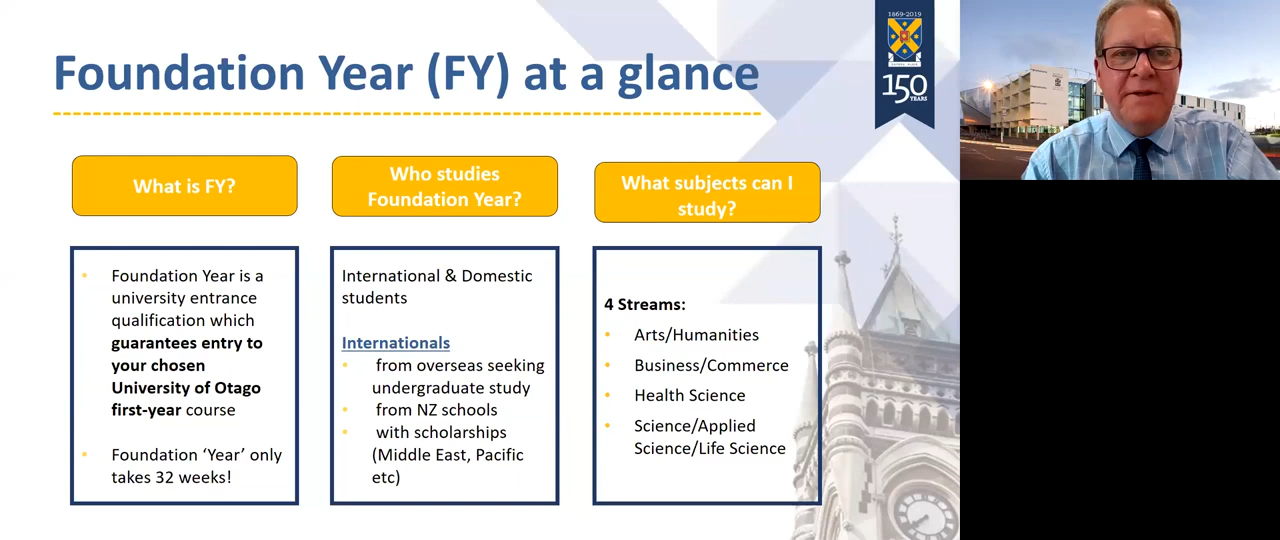 Foundation Year (FY) at a glance
1869-2019
150
YEARS
What is FY?
Who studies
Foundation Year?
What subjects can I
study?
Foundation Year is a
university entrance
qualification which
guarantees entry to
your chosen
University of Otago
first-year course
Foundation ‘Year’ only
takes 32 weeks!
International & Domestic
students
Internationals
from overseas seeking
undergraduate study
from NZ schools
with scholarships
(Middle East, Pacific
etc)
4 Streams:
Arts/Humanities
Business/Commerce
Health Science
Science/Applied
Science/Life Science